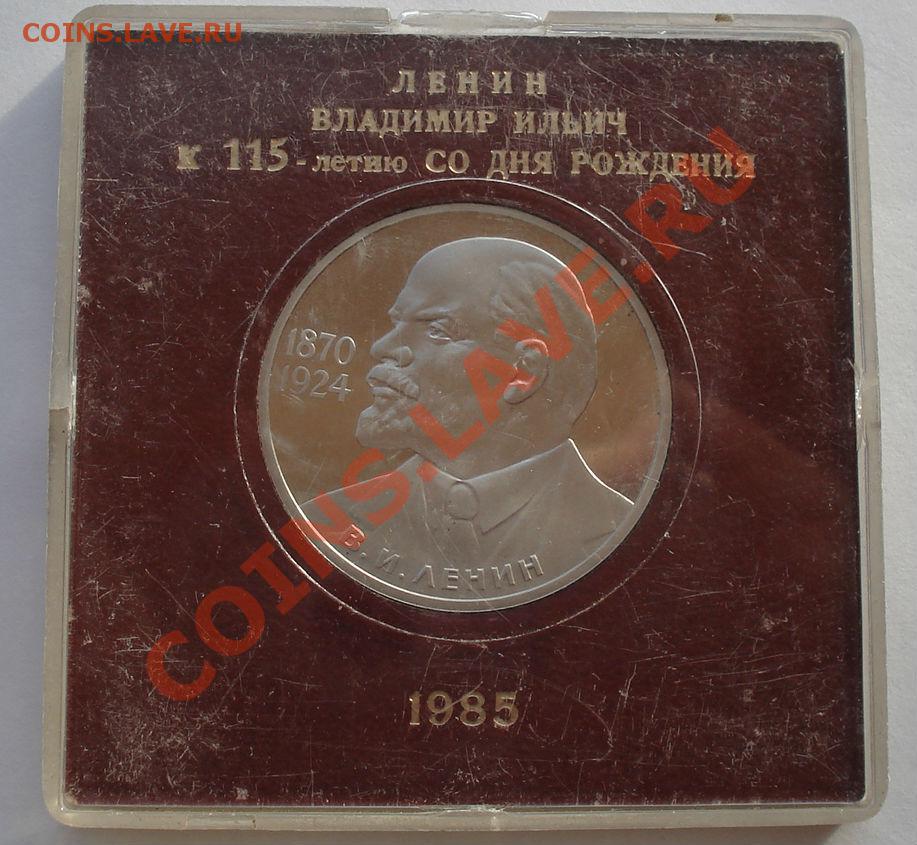 COINS.LAVE.RU
ЛЕНИН
ВЛАДИМИР ИЛЬИЧ
К 115-летию СО ДНЯ РОЖДЕНИЯ
1870
1924
В.И.ЛЕНИН
COINS.LAVE.RU
1985